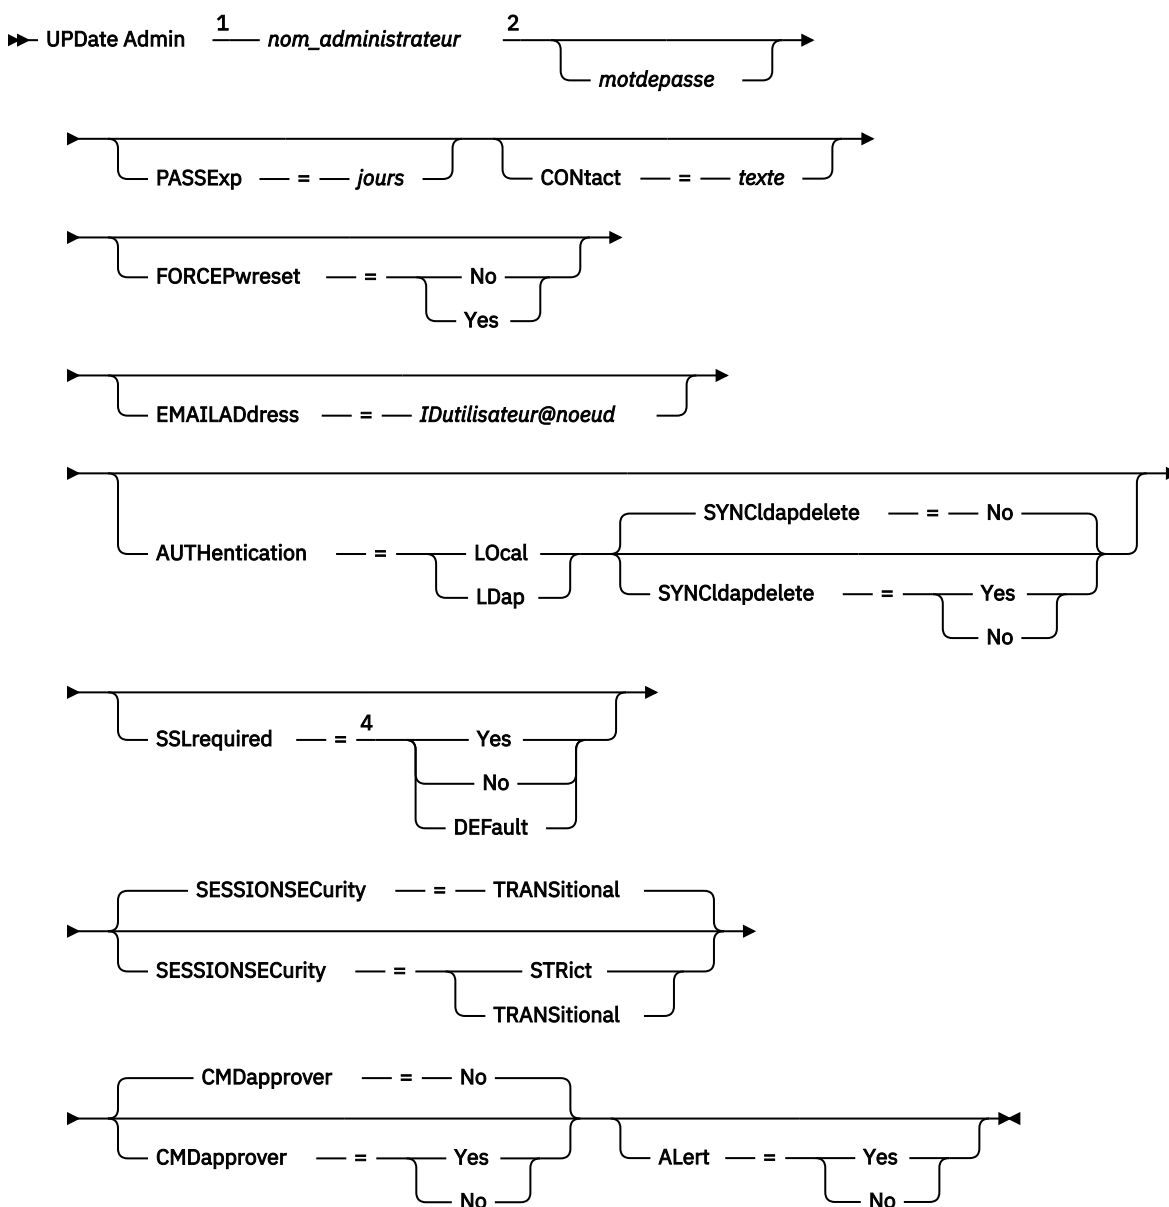 1 2
UPDate Admin nom_administrateur
motdepasse
PASSExp = jours CONtact = texte
FORCEPwreset = No
Yes
EMAILADdress = IDutilisateur@noeud
SYNCldapdelete = No
AUTHentication = LOcal
LDap SYNCldapdelete = Yes
No
4
SSLrequired = Yes
No
DEFault
SESSIONSECurity = TRANSitional
SESSIONSECurity = STRict
TRANSitional
CMDapprover = No
CMDapprover = Yes ALert = Yes
No No